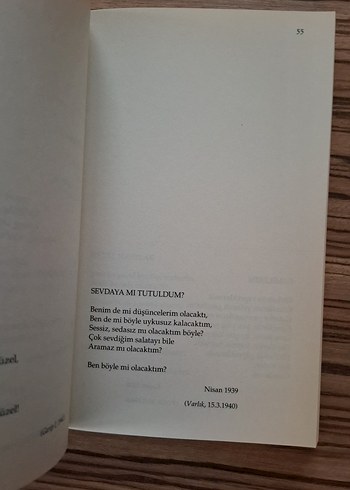 33
SEVDAYA MI TUTULDUM?
Benim de mi düşüncelerim olacaktı,
Ben de mi böyle uykusuz kalacaktım,
Sessiz, sedasız mı olacaktım böyle?
Çok sevdiğim salatayı bile
Aramaz mı olacaktım?
Ben böyle mi olacaktım?
Nisan 1939
(Varlık, 15.3.1940)